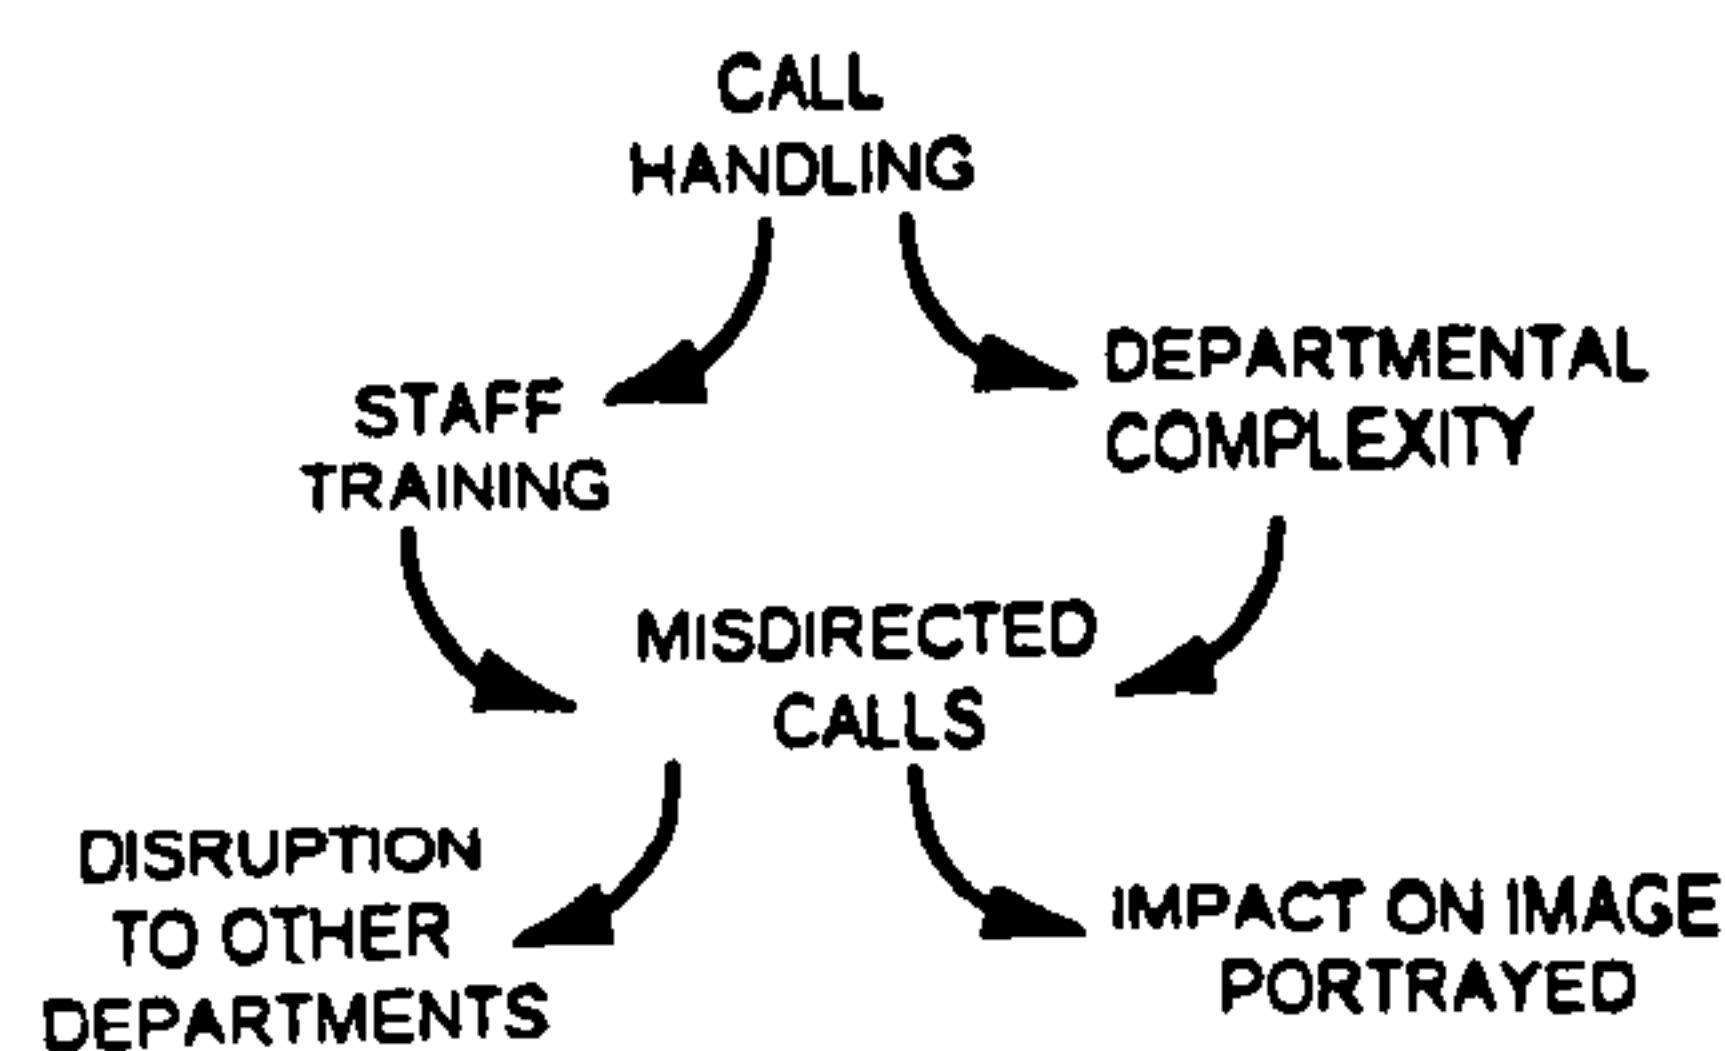 CALL
HANDLING
STAFF
TRAINING
DEPARTMENTAL
COMPLEXITY
MISDIRECTED
CALLS
DISRUPTION
TO OTHER
DEPARTMENTS
IMPACT ON IMAGE
PORTRAYED